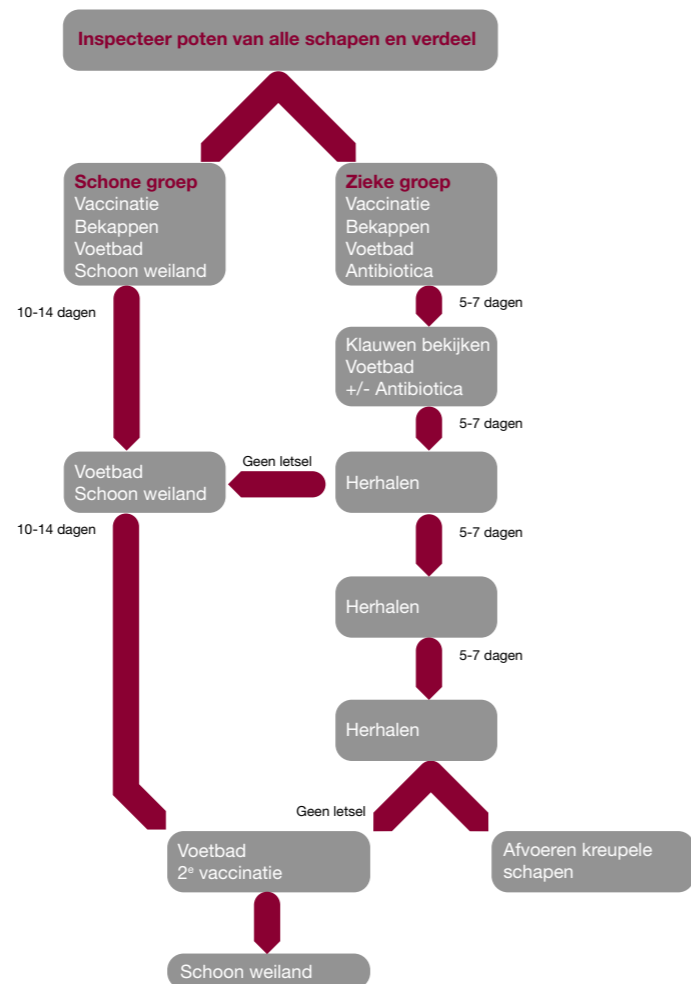 Inspecteer poten van alle schapen en verdeel
Schone groep
Vaccinatie
Bekappen
Voetbad
Schoon weiland
Zieke groep
Vaccinatie
Bekappen
Voetbad
Antibiotica
10-14 dagen
5-7 dagen
Klauwen bekijken
Voetbad
+/- Antibiotica
5-7 dagen
Voetbad
Schoon weiland
Geen letsel
Herhalen
10-14 dagen
5-7 dagen
Herhalen
5-7 dagen
Herhalen
Geen letsel
Voetbad
2e vaccinatie
Afvoeren kreupele
schapen
Schoon weiland